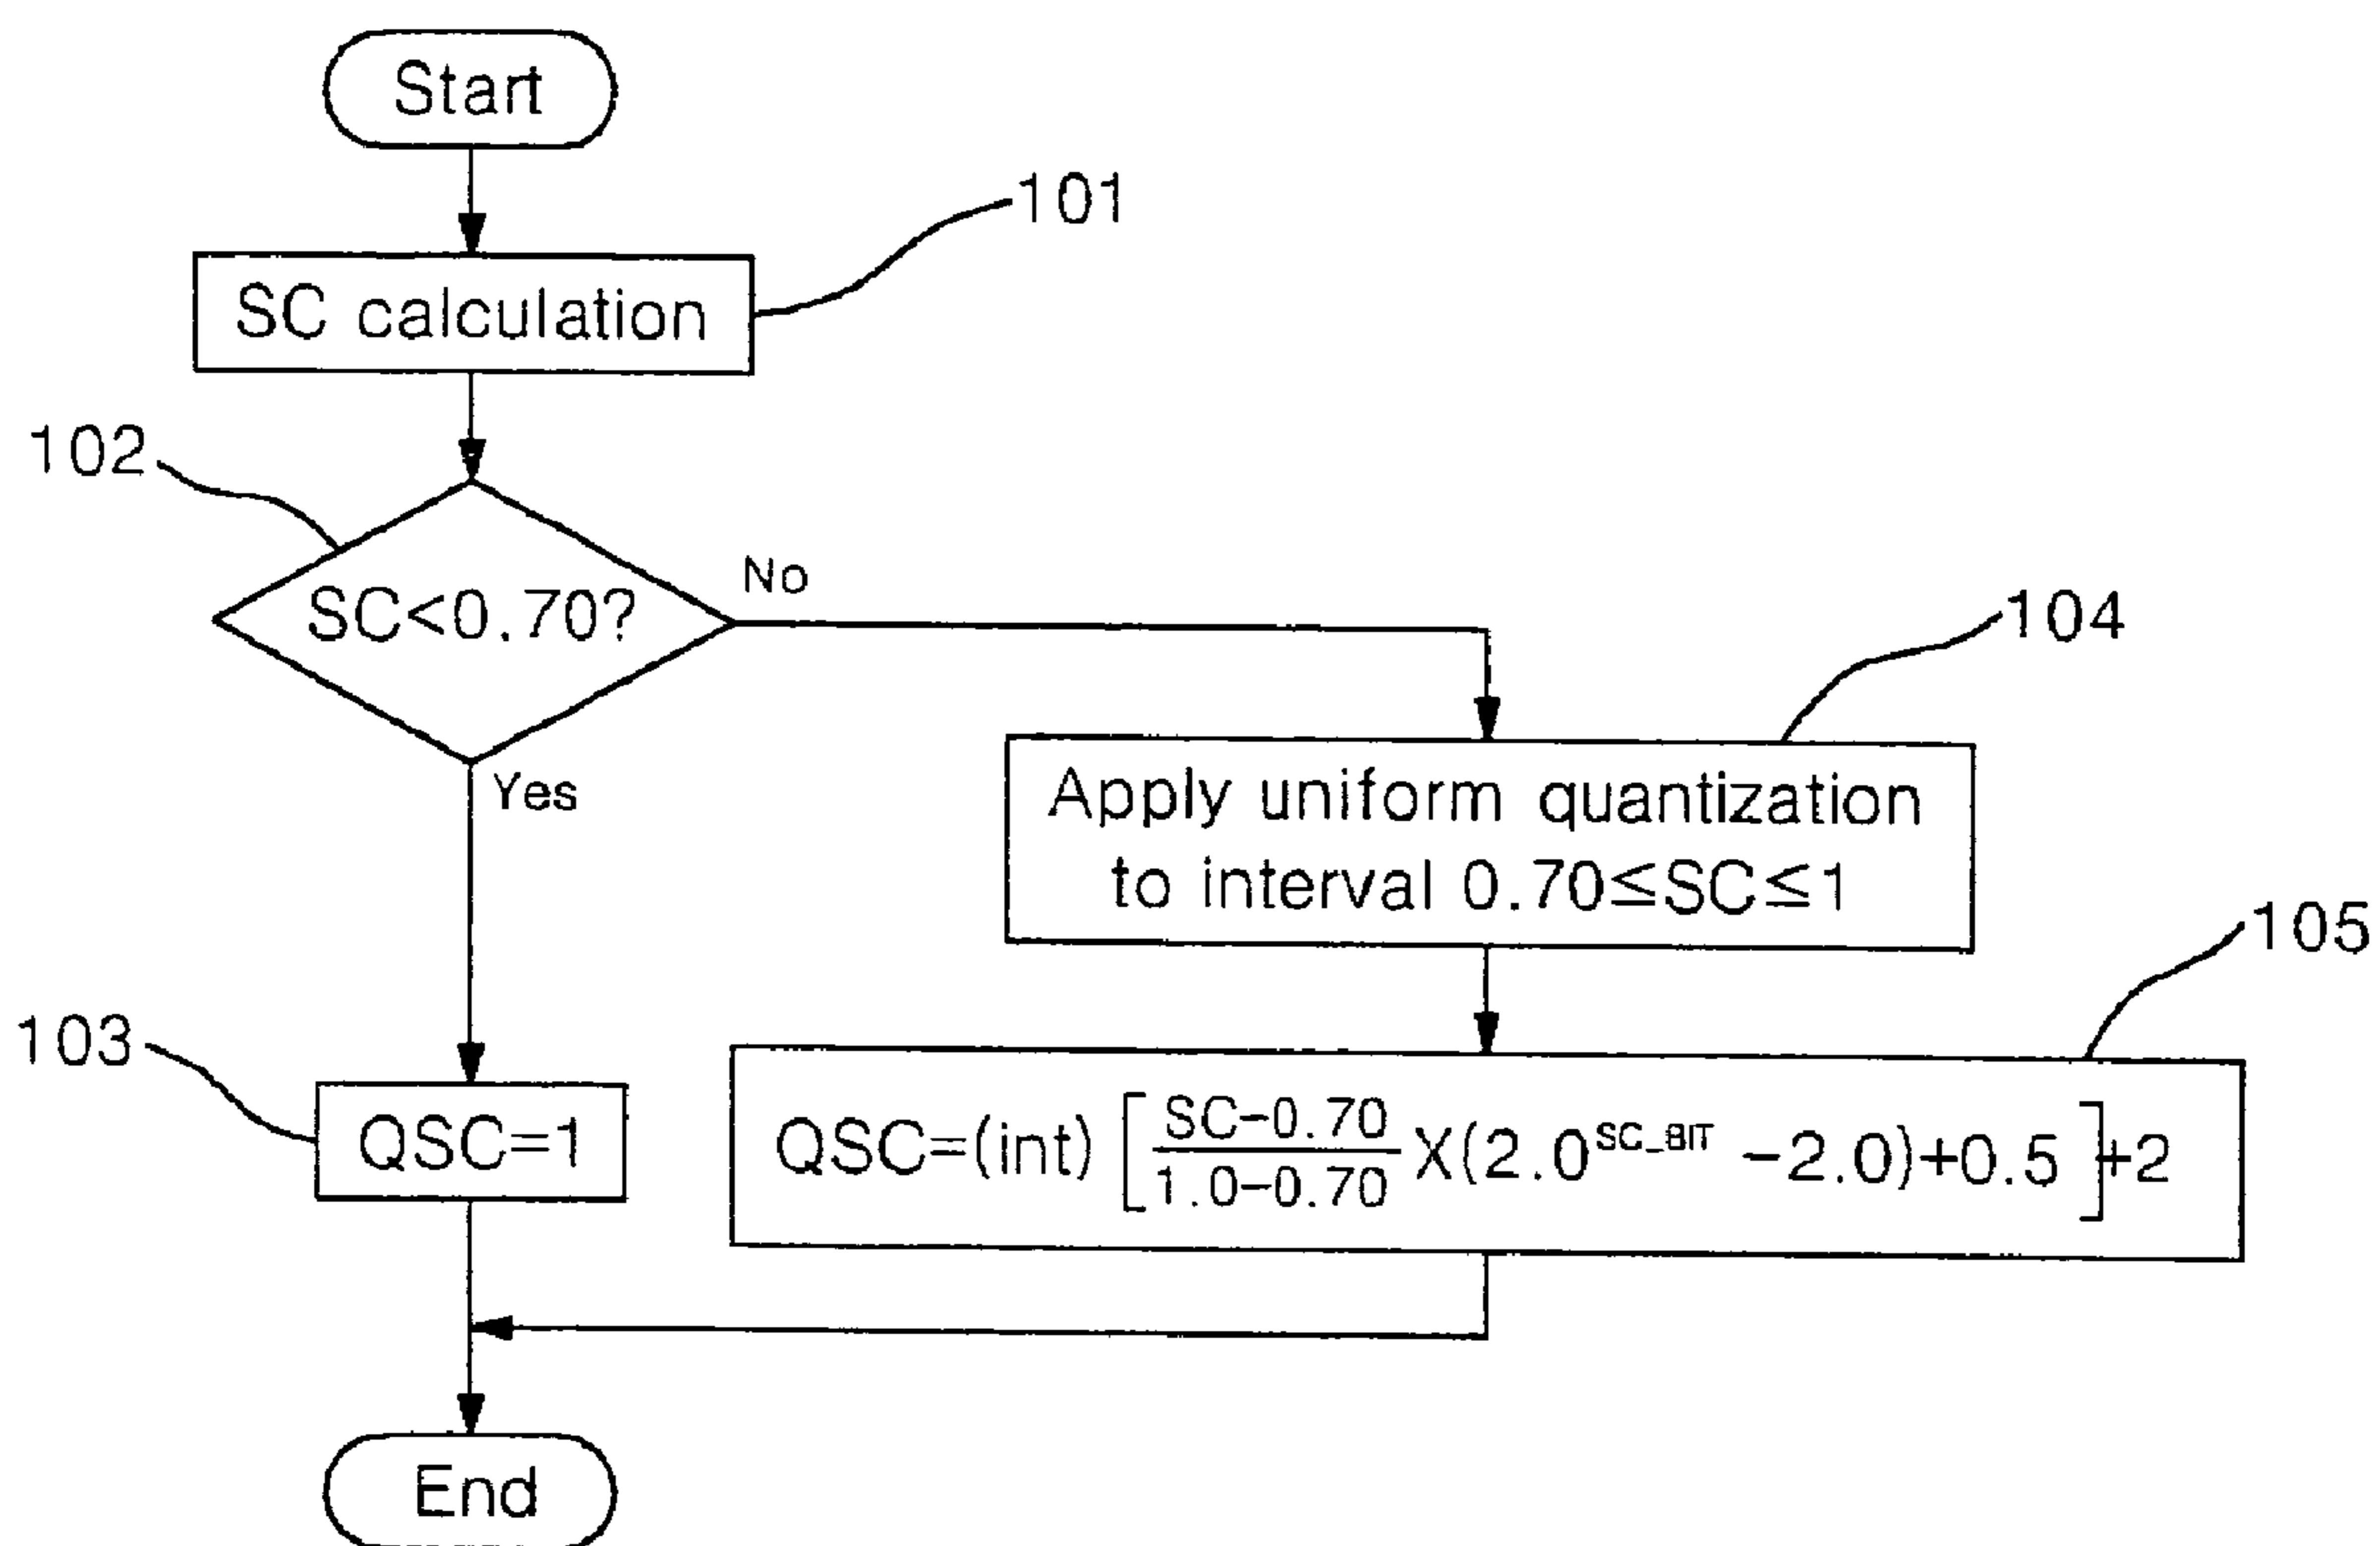 Start
101
SC calculation
102
SC<0.70?
No
Yes
104
Apply uniform quantization
to interval 0.70≤SC≤1
105
103
QSC=1
QSC=(int) [ SC-0.70 / 1.0-0.70 X(2.0^SC_BIT -2.0)+0.5 ]+2
End